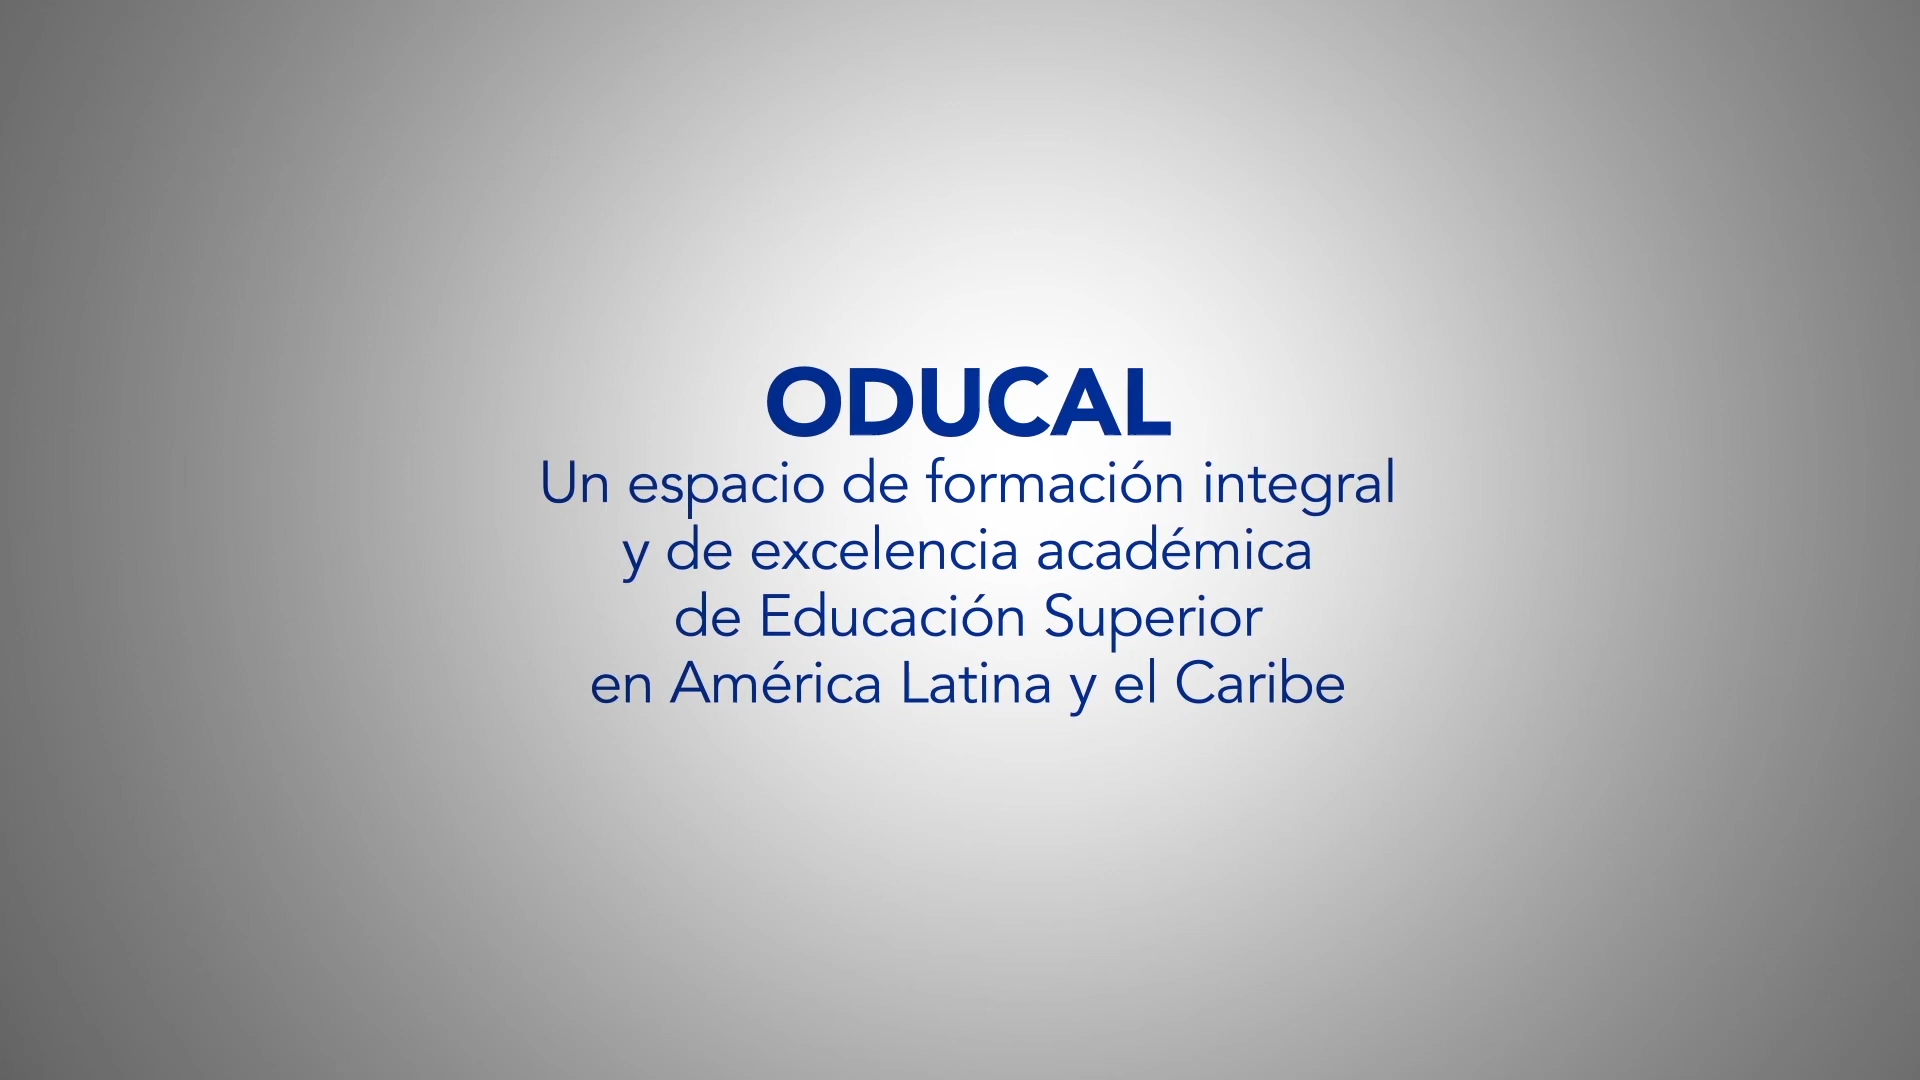 ODUCAL
Un espacio de formación integral
y de excelencia académica
de Educación Superior
en América Latina y el Caribe